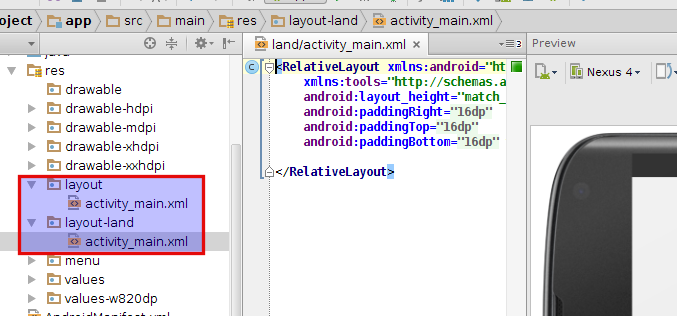 oject app src main res layout-land activity_main.xml
land/activity_main.xml
3
Preview
Nexus 4
res
drawable
drawable-hdpi
drawable-mdpi
drawable-xhdpi
drawable-xxhdpi
layout
activity_main.xml
layout-land
activity_main.xml
menu
values
values-w820dp
AndroidManifest.xml
C
<RelativeLayout xmlns:android="ht
xmlns:tools="http://schemas.a
android:layout_height="match_
android:paddingRight="16dp"
android:paddingTop="16dp"
android:paddingBottom="16dp"
</RelativeLayout>